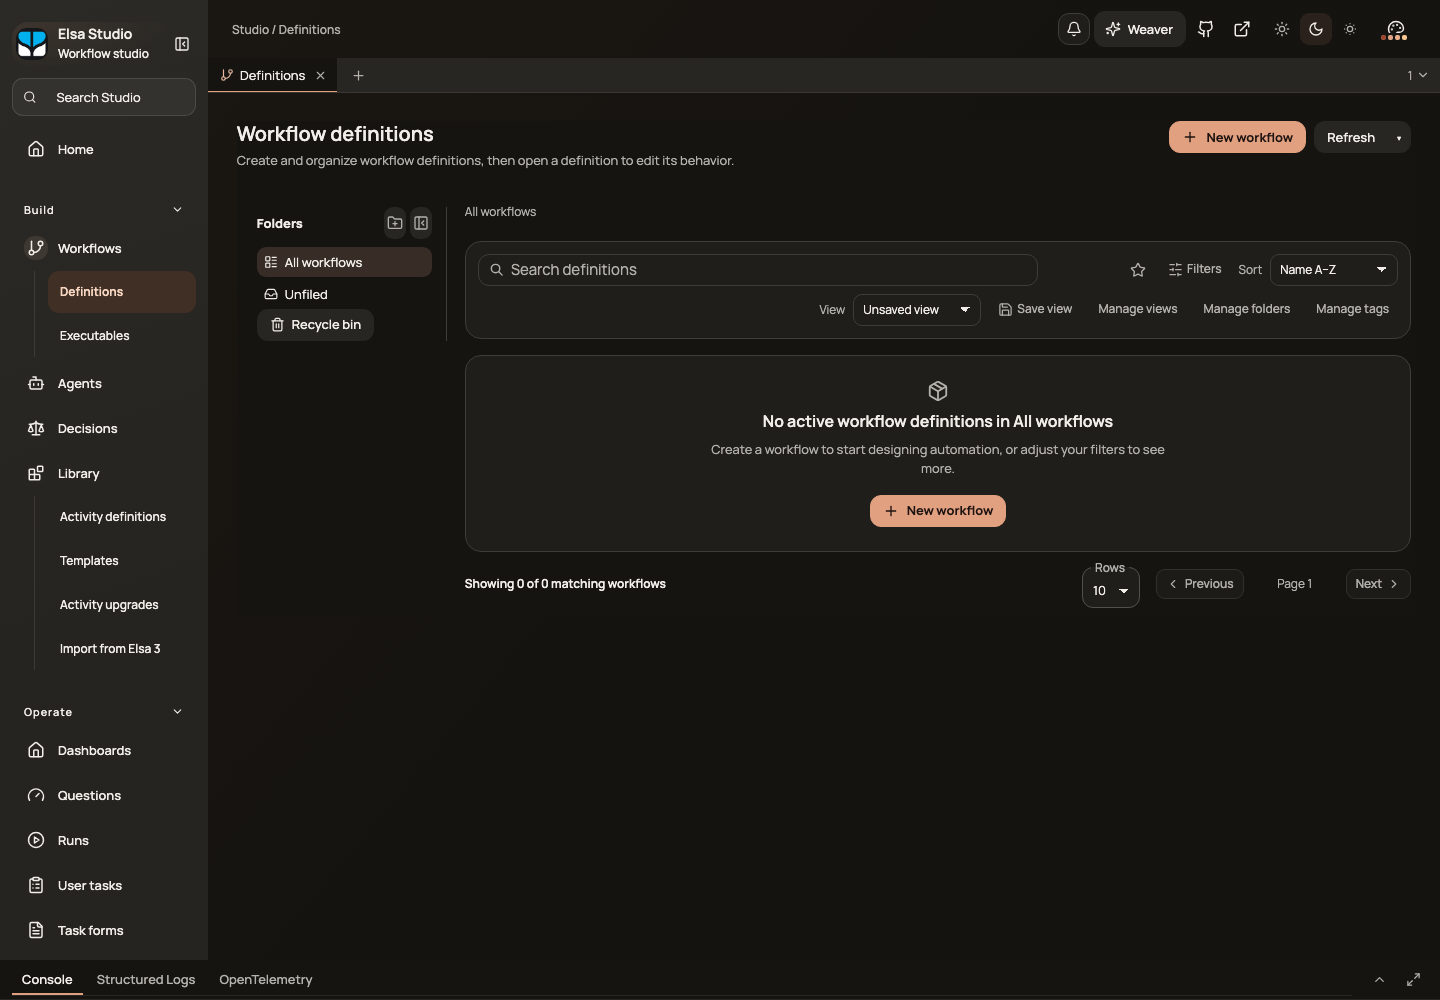 Elsa Studio
Workflow studio
Search Studio
Home
Build
Workflows
Definitions
Executables
Agents
Decisions
Library
Activity definitions
Templates
Activity upgrades
Import from Elsa 3
Operate
Dashboards
Questions
Runs
User tasks
Task forms
Studio / Definitions
Weaver
Definitions
1
Workflow definitions
Create and organize workflow definitions, then open a definition to edit its behavior.
New workflow
Refresh
Folders
All workflows
Unfiled
Recycle bin
All workflows
Search definitions
Filters
Sort
Name A–Z
View
Unsaved view
Save view
Manage views
Manage folders
Manage tags
No active workflow definitions in All workflows
Create a workflow to start designing automation, or adjust your filters to see
more.
New workflow
Showing 0 of 0 matching workflows
Rows
10
Previous
Page 1
Next
Console
Structured Logs
OpenTelemetry